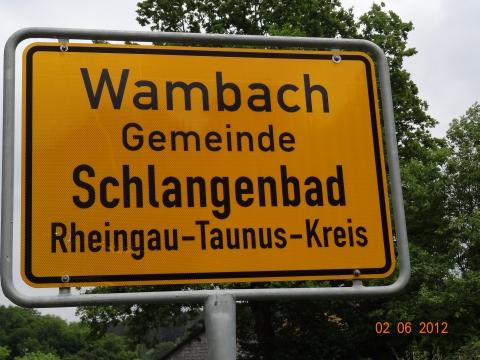 Wambach
Gemeinde
Schlangenbad
Rheingau-Taunus-Kreis
02 06 2012